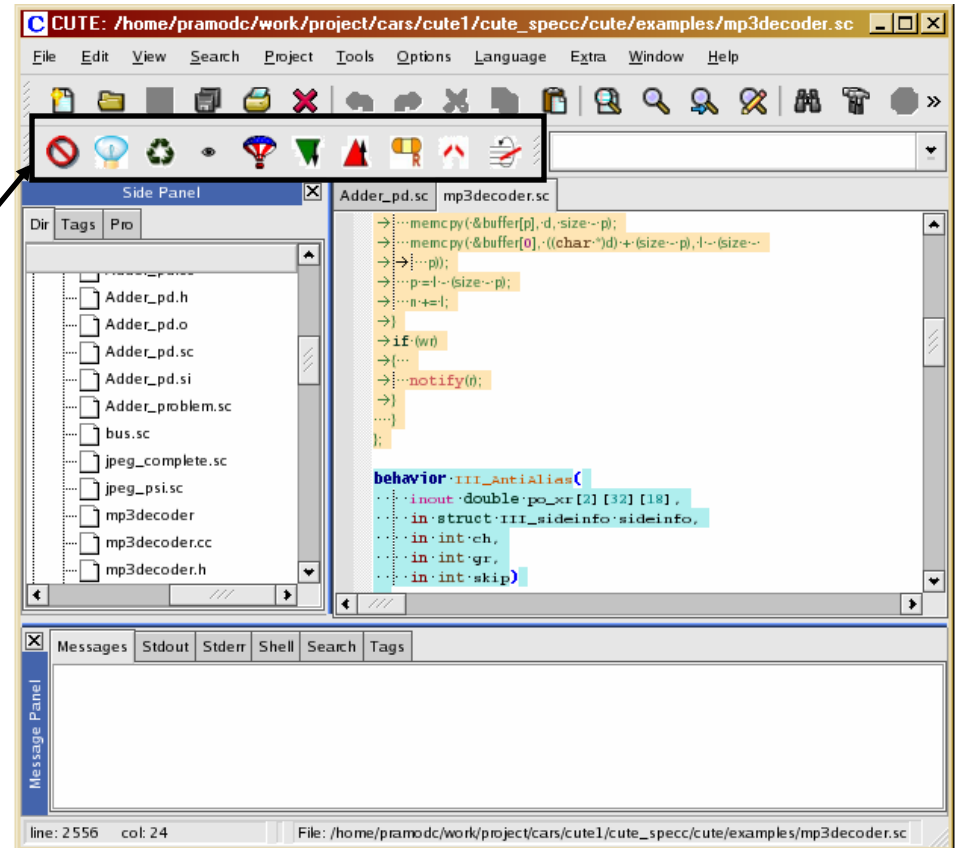 CUTE: /home/pramodc/work/project/cars/cute1/cute_specc/cute/examples/mp3decoder.sc
File Edit View Search Project Tools Options Language Extra Window Help
Side Panel
Dir Tags Pro
Adder_pd.h
Adder_pd.o
Adder_pd.sc
Adder_pd.si
Adder_problem.sc
bus.sc
jpeg_complete.sc
jpeg_psi.sc
mp3decoder
mp3decoder.cc
mp3decoder.h
Adder_pd.sc mp3decoder.sc
→ ···memcpy(·&buffer[p],·d,·size·-·p);
→ ···memcpy(·&buffer[0],·((char·*)d)·+·(size·-·p),·l·-·(size·-·
→ → ···p));
→ ···p·=·l·-·(size·-·p);
→ ···n·+=·l;
→}
→if·(wr)
→{···
→ ···notify(r);
→}
····}
};
behavior·III_AntiAlias(
····inout·double·po_xr[2][32][18],
····in·struct·III_sideinfo·sideinfo,
····in·int·ch,
····in·int·gr,
····in·int·skip)
Messages Stdout Stderr Shell Search Tags
Message Panel
line: 2556 col: 24 File: /home/pramodc/work/project/cars/cute1/cute_specc/cute/examples/mp3decoder.sc